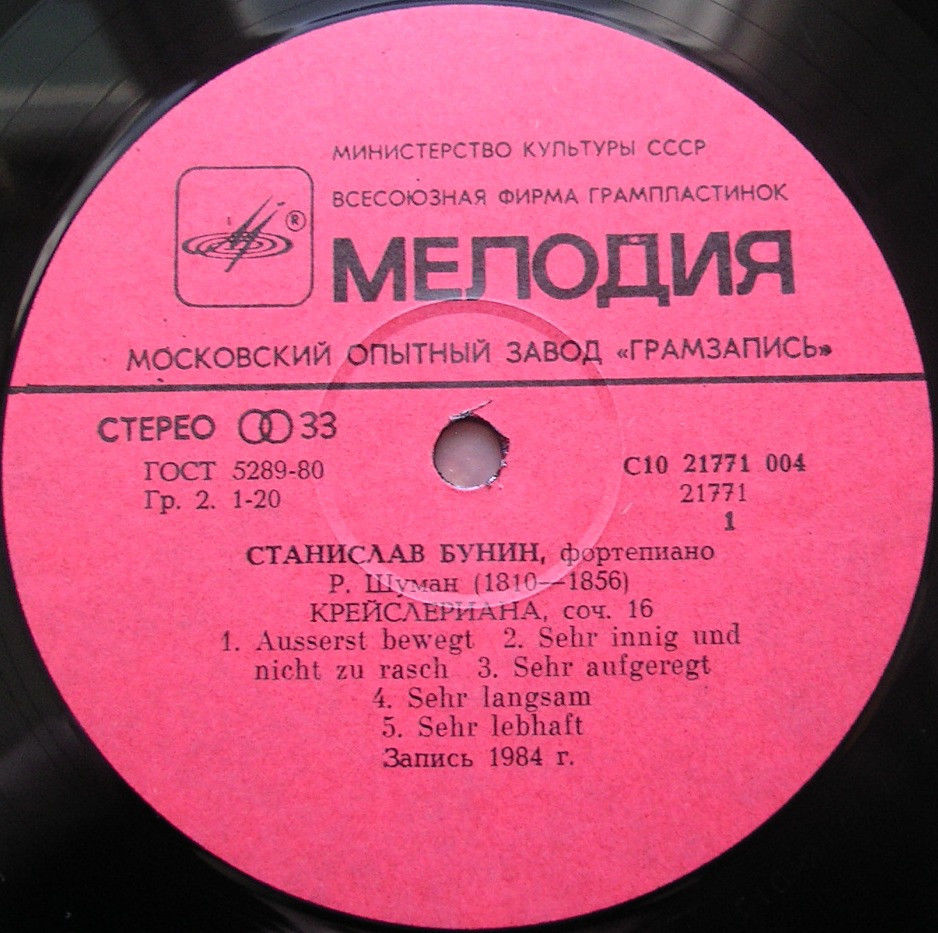 МИНИСТЕРСТВО КУЛЬТУРЫ СССР
ВСЕСОЮЗНАЯ ФИРМА ГРАМПЛАСТИНОК
®
МЕЛОДИЯ
МОСКОВСКИЙ ОПЫТНЫЙ ЗАВОД «ГРАМЗАПИСЬ»
СТЕРЕО 33
ГОСТ 5289-80
Гр. 2. 1-20
С10 21771 004
21771
1
СТАНИСЛАВ БУНИН, фортепиано
Р. Шуман (1810—1856)
КРЕЙСЛЕРИАНА, соч. 16
1. Ausserst bewegt 2. Sehr innig und
nicht zu rasch 3. Sehr aufgeregt
4. Sehr langsam
5. Sehr lebhaft
Запись 1984 г.